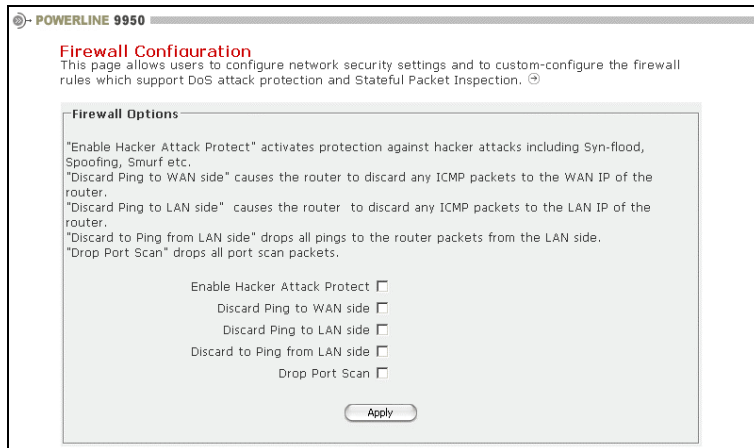 POWERLINE 9950
Firewall Configuration
This page allows users to configure network security settings and to custom-configure the firewall
rules which support DoS attack protection and Stateful Packet Inspection.
Firewall Options
"Enable Hacker Attack Protect" activates protection against hacker attacks including Syn-flood,
Spoofing, Smurf etc.
"Discard Ping to WAN side" causes the router to discard any ICMP packets to the WAN IP of the
router.
"Discard Ping to LAN side" causes the router to discard any ICMP packets to the LAN IP of the
router.
"Discard to Ping from LAN side" drops all pings to the router packets from the LAN side.
"Drop Port Scan" drops all port scan packets.
Enable Hacker Attack Protect
Discard Ping to WAN side
Discard Ping to LAN side
Discard to Ping from LAN side
Drop Port Scan
Apply